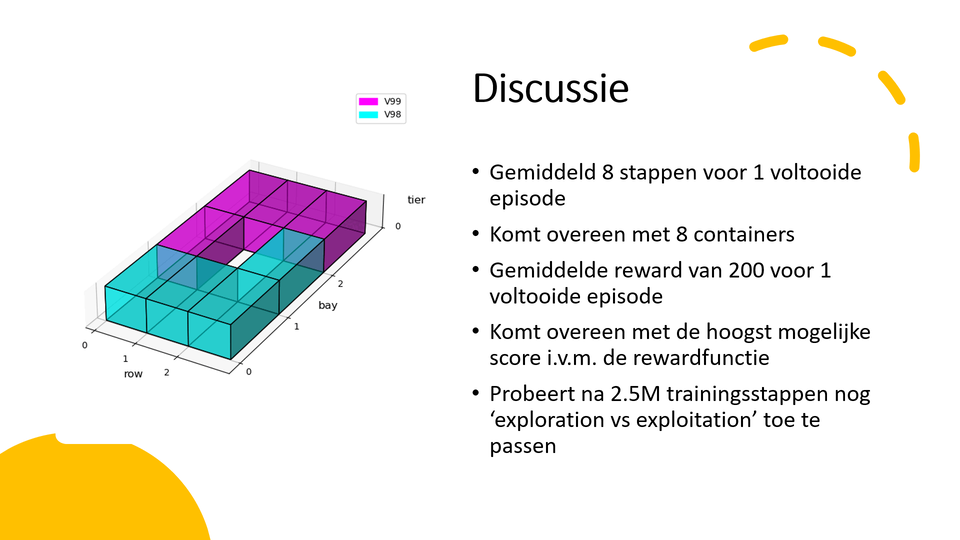 Discussie
V99
V98
tier
0
2
bay
1
0
0
1
row
2
• Gemiddeld 8 stappen voor 1 voltooide
episode
• Komt overeen met 8 containers
• Gemiddelde reward van 200 voor 1
voltooide episode
• Komt overeen met de hoogst mogelijke
score i.v.m. de rewardfunctie
• Probeert na 2.5M trainingsstappen nog
‘exploration vs exploitation’ toe te
passen